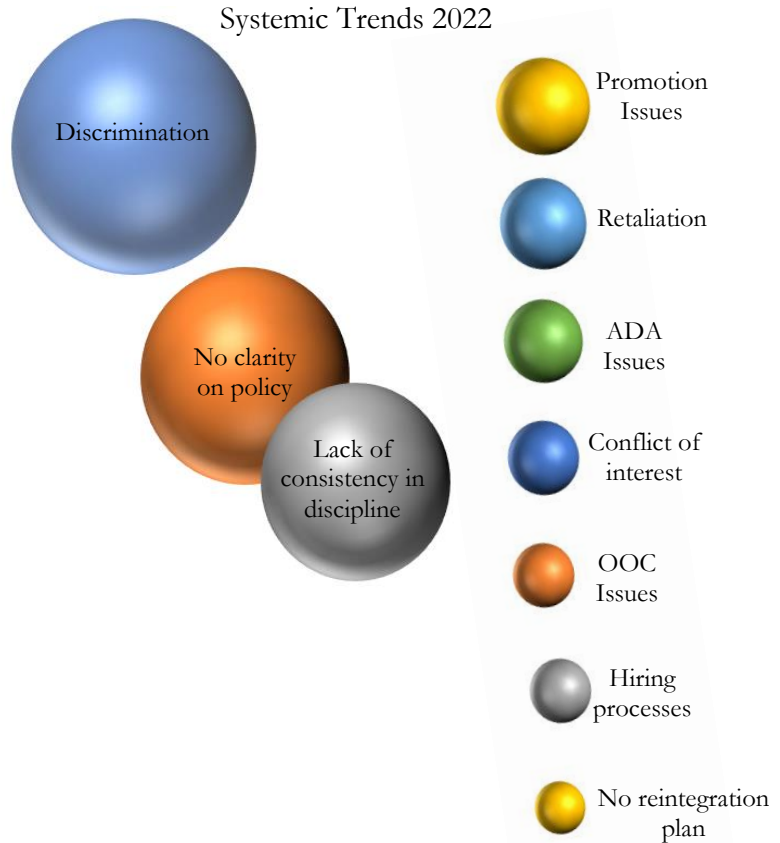 Systemic Trends 2022
Discrimination
No clarity
on policy
Lack of
consistency in
discipline
Promotion
Issues
Retaliation
ADA
Issues
Conflict of
interest
OOC
Issues
Hiring
processes
No reintegration
plan